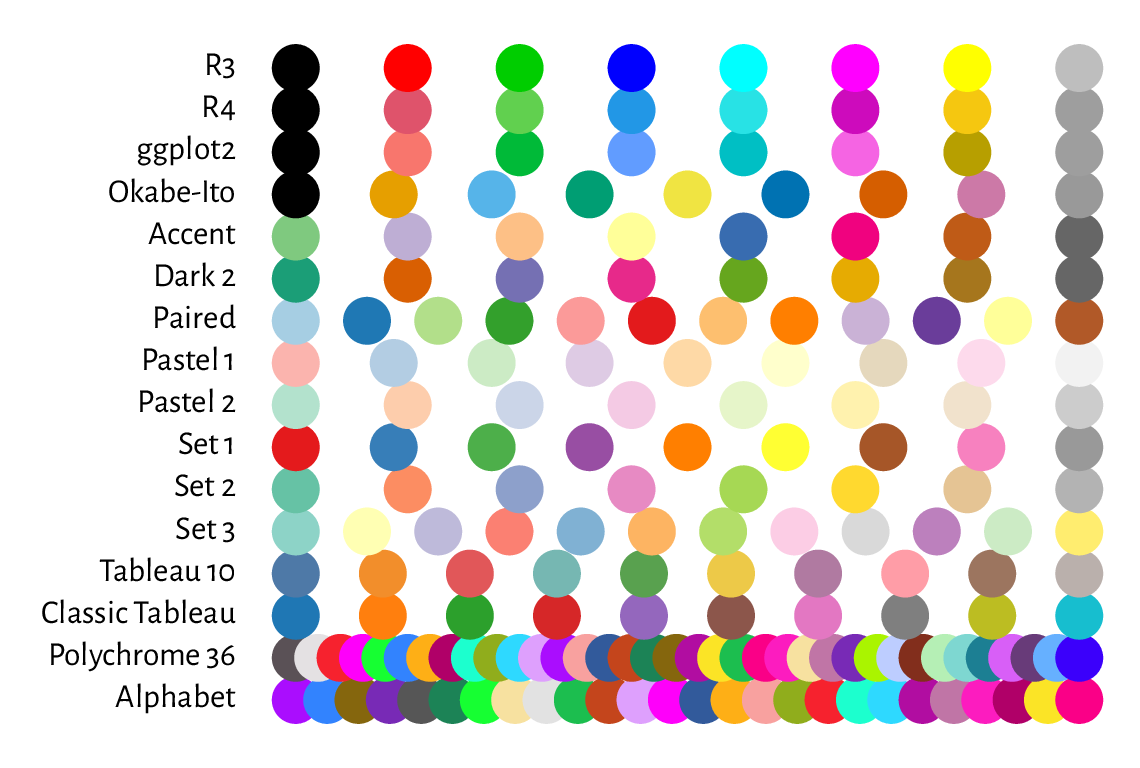 R3
R4
ggplot2
Okabe-Ito
Accent
Dark 2
Paired
Pastel 1
Pastel 2
Set 1
Set 2
Set 3
Tableau 10
Classic Tableau
Polychrome 36
Alphabet